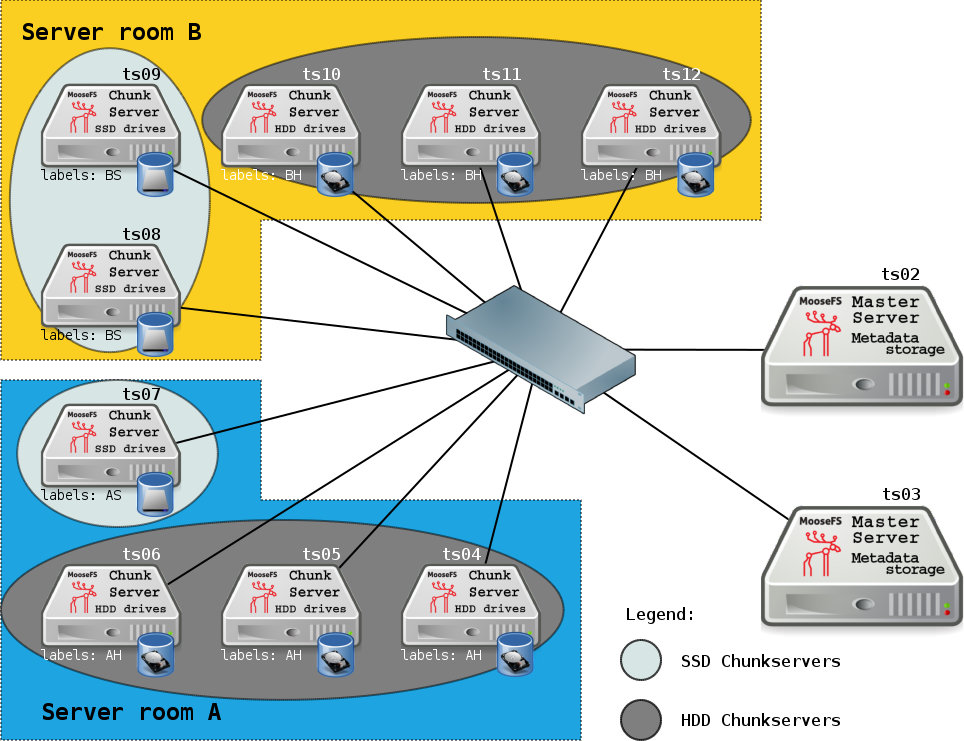 Server room B
ts09
MooseFS Chunk
Server
SSD drives
labels: BS
ts10
MooseFS Chunk
Server
HDD drives
labels: BH
ts11
MooseFS Chunk
Server
HDD drives
labels: BH
ts12
MooseFS Chunk
Server
HDD drives
labels: BH
ts08
MooseFS Chunk
Server
SSD drives
labels: BS
ts02
MooseFS Master
Server
Metadata
storage
ts07
MooseFS Chunk
Server
SSD drives
labels: AS
ts03
MooseFS Master
Server
Metadata
storage
ts06
MooseFS Chunk
Server
HDD drives
labels: AH
ts05
MooseFS Chunk
Server
HDD drives
labels: AH
ts04
MooseFS Chunk
Server
HDD drives
labels: AH
Server room A
Legend:
SSD Chunkservers
HDD Chunkservers